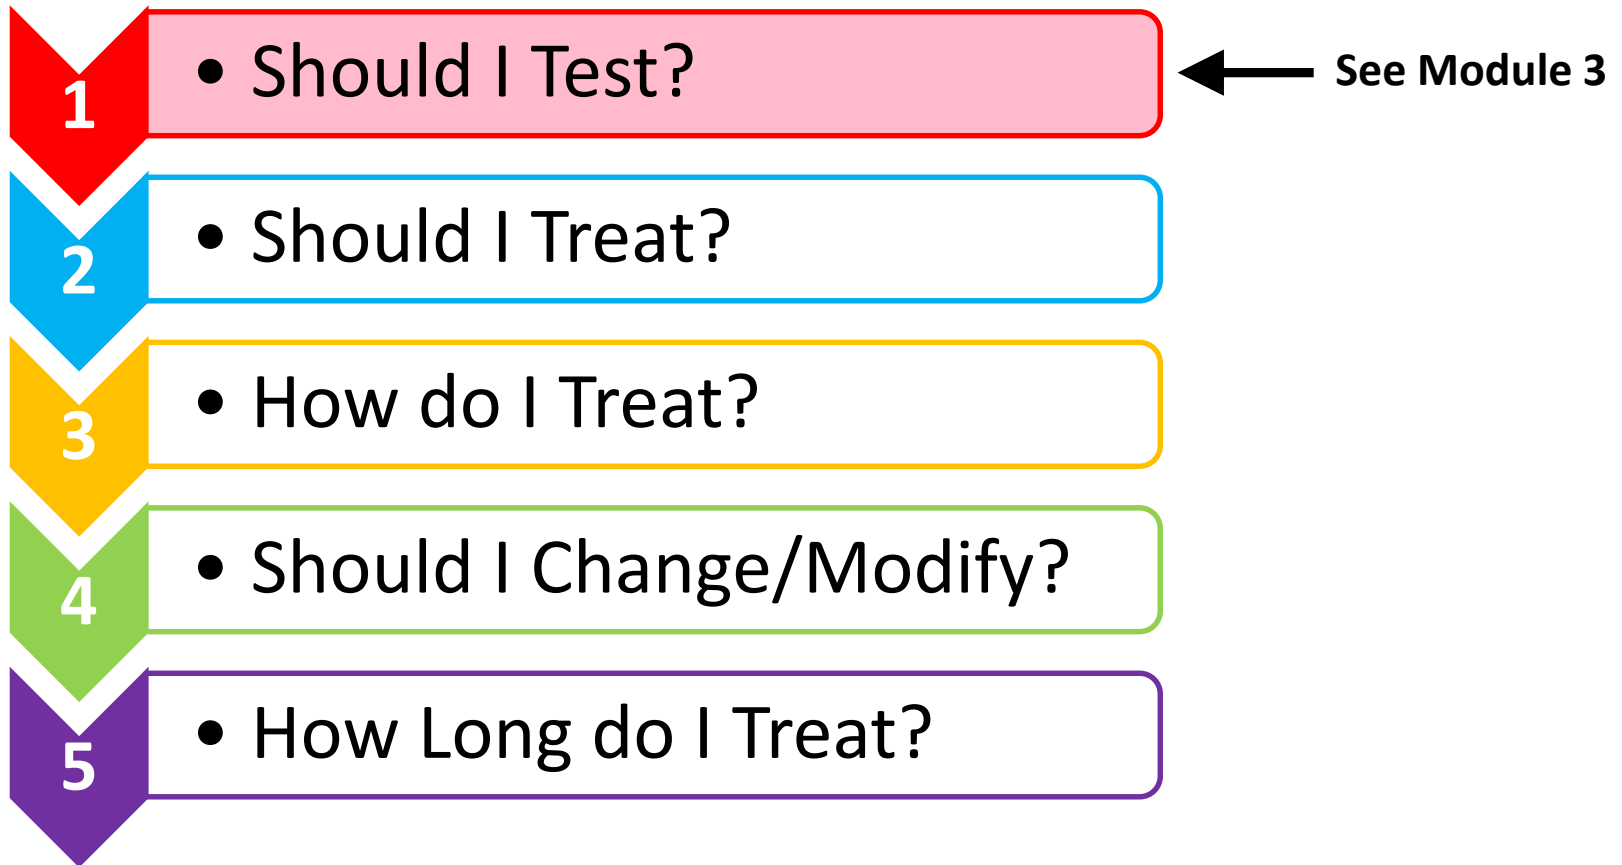 1 • Should I Test? See Module 3
2 • Should I Treat?
3 • How do I Treat?
4 • Should I Change/Modify?
5 • How Long do I Treat?